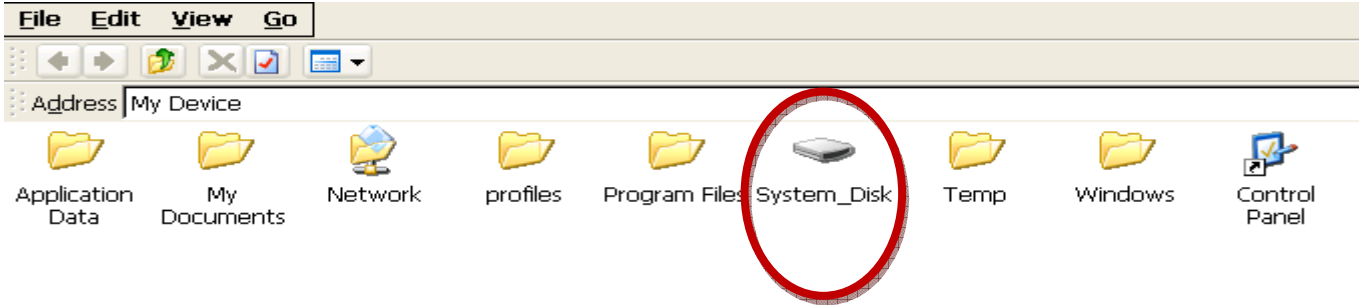 File Edit View Go
Address My Device
Application Data My Documents Network profiles Program Files System_Disk Temp Windows Control Panel